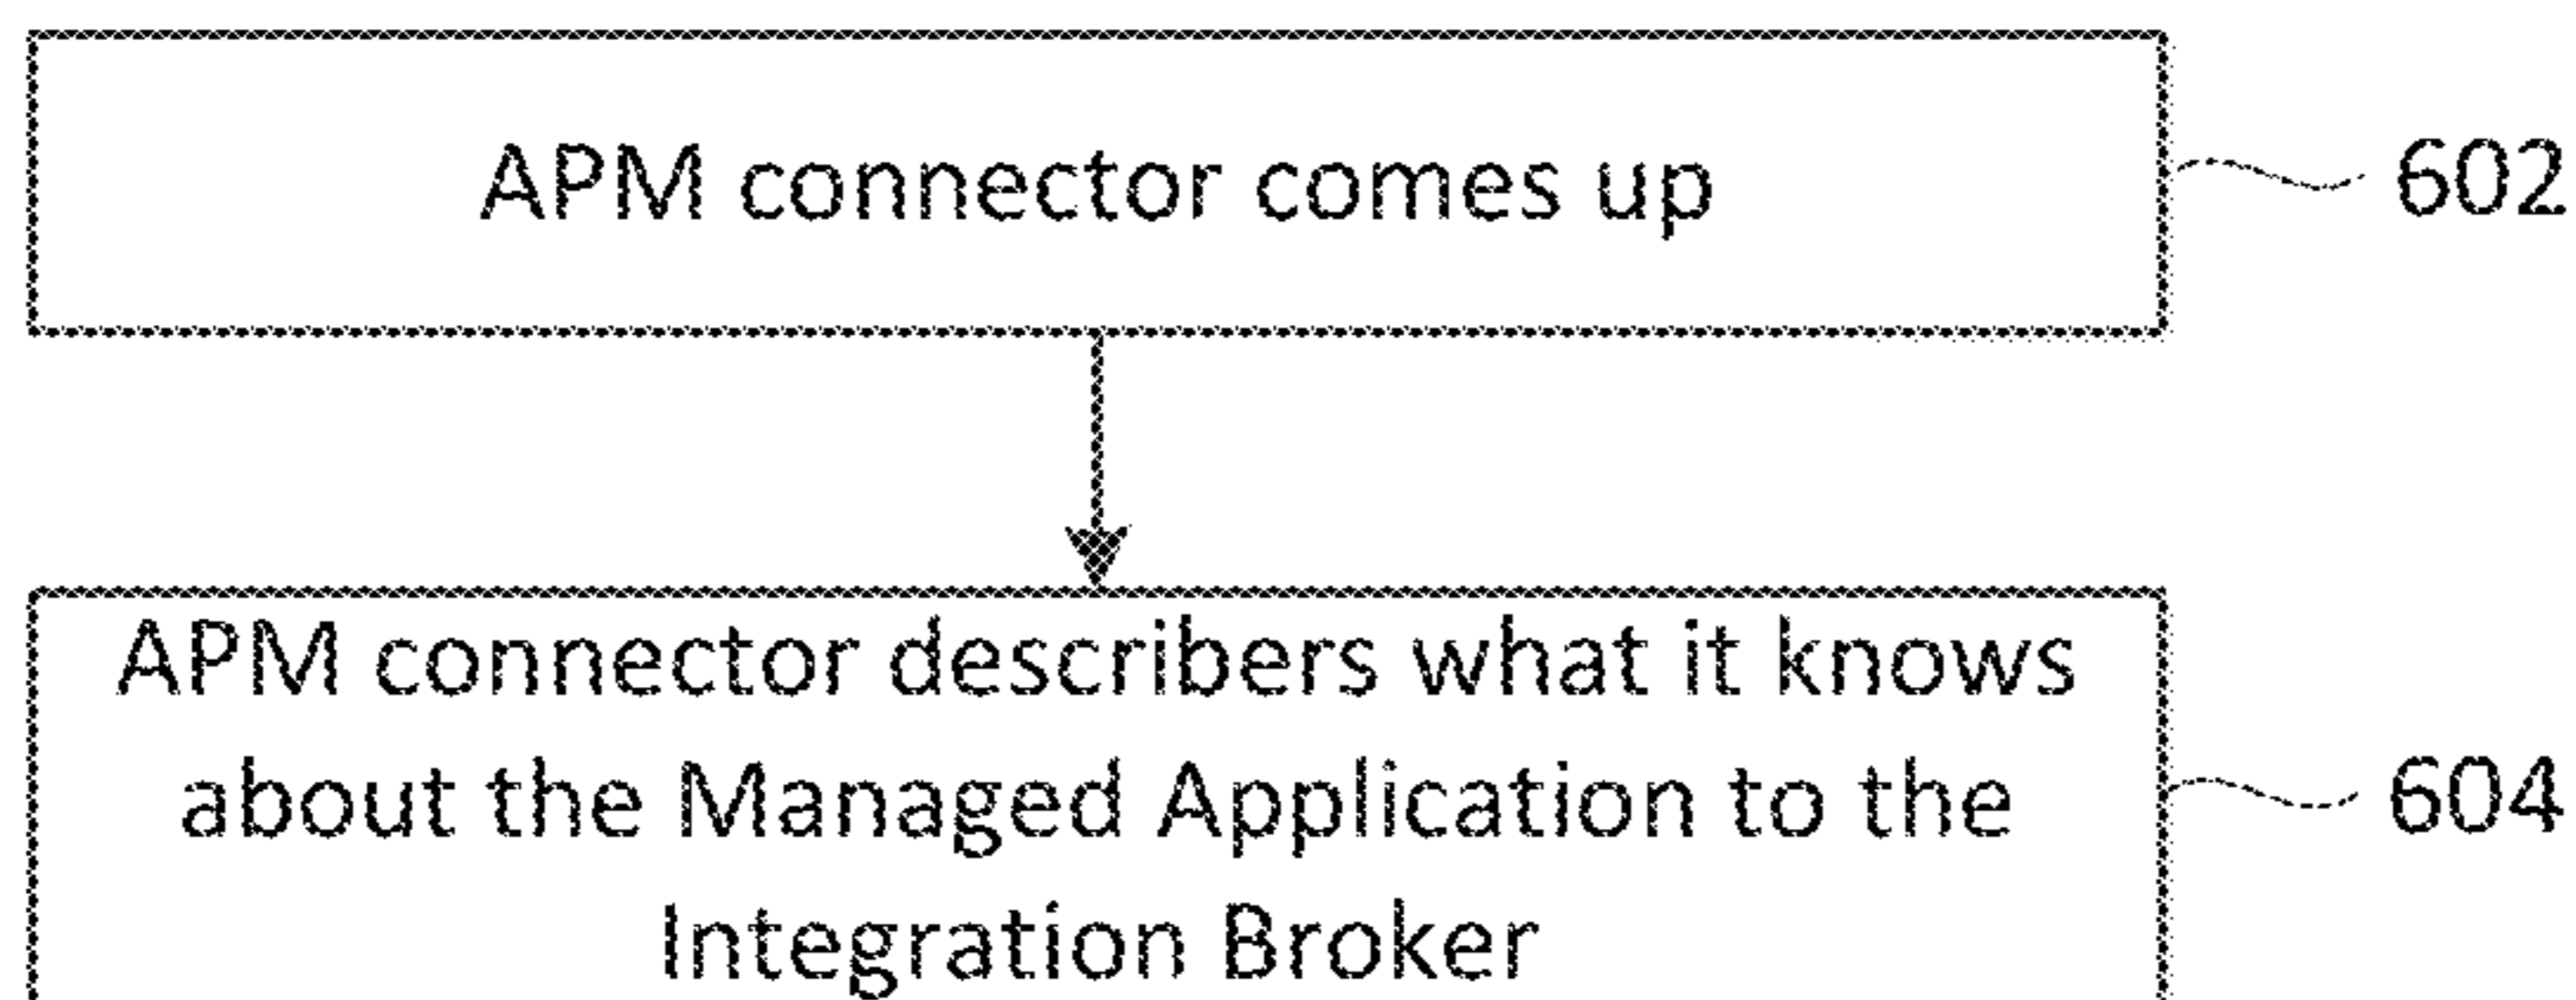 APM connector comes up
602
APM connector describers what it knows
about the Managed Application to the
604
Integration Broker